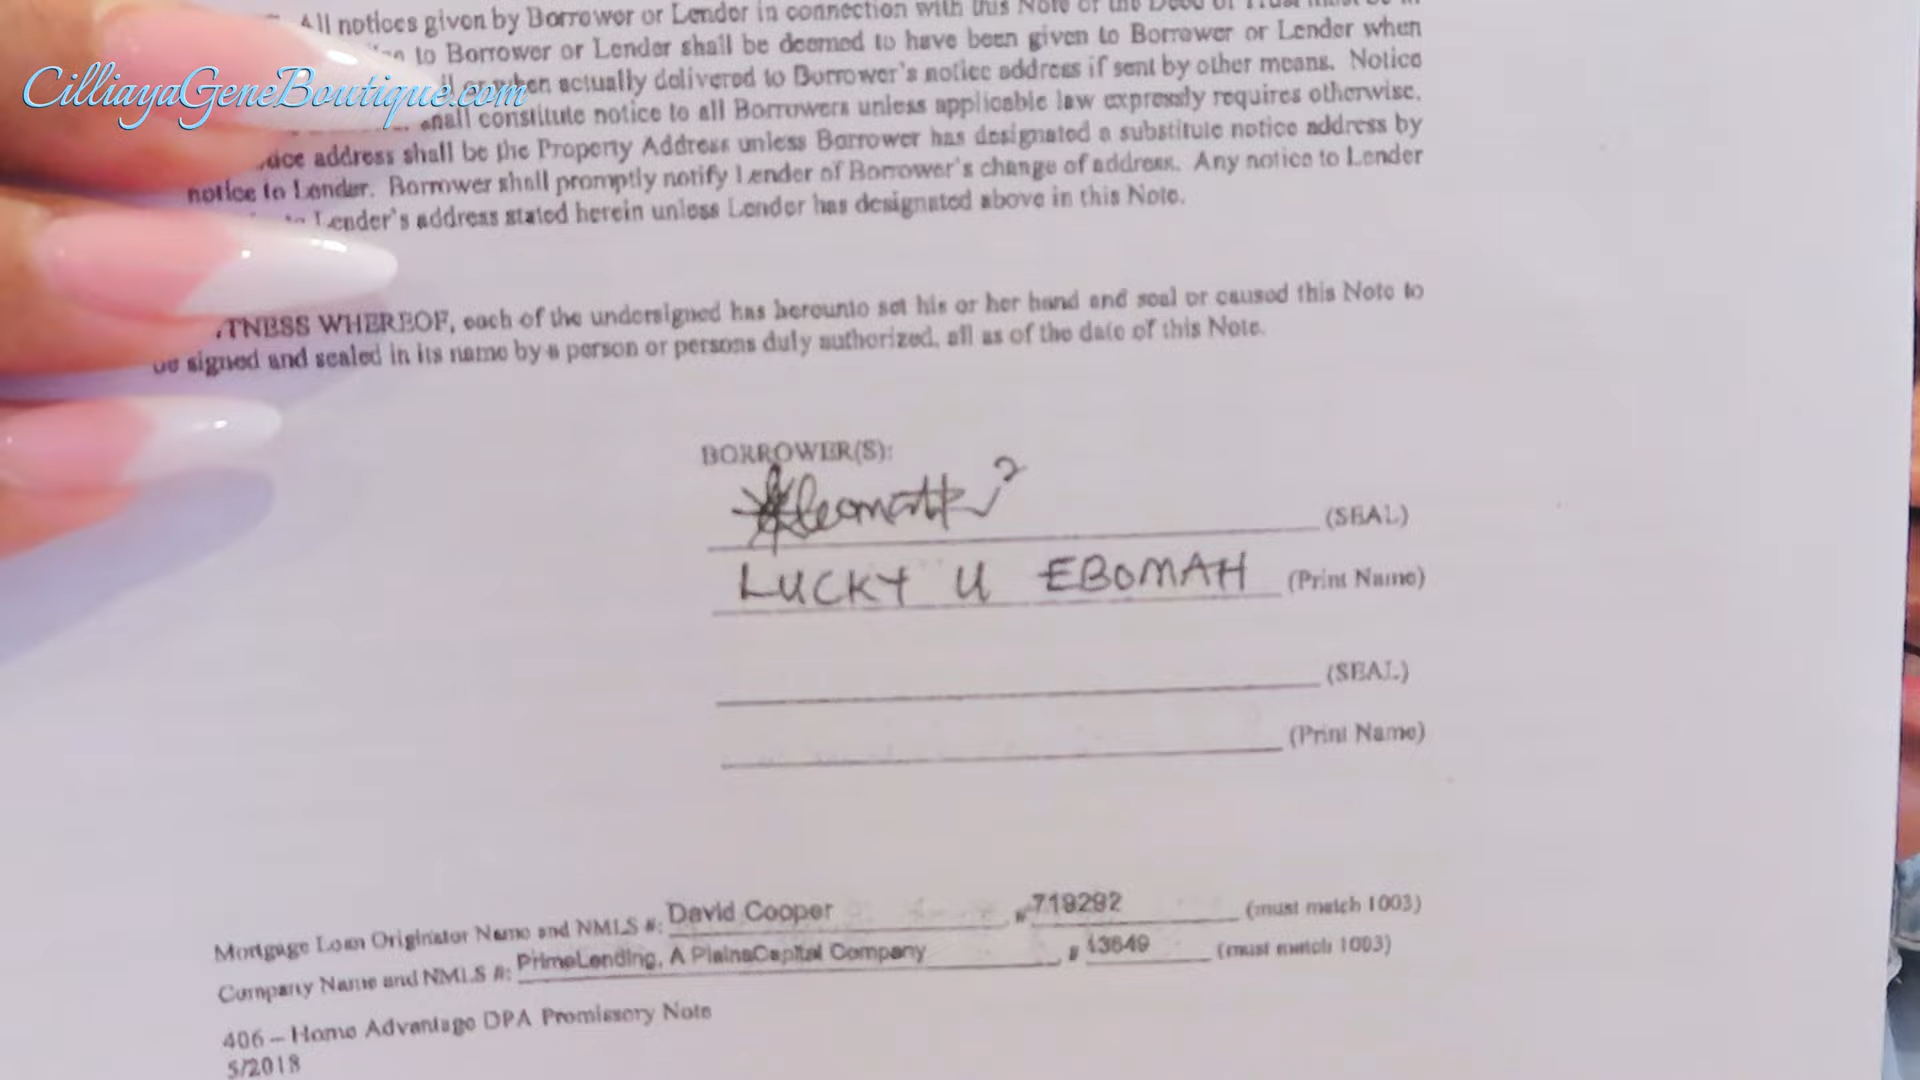 All notices given by Borrower or Lender in connection with this Note or the Deed of Trust must be in
to Borrower or Lender shall be deemed to have been given to Borrower or Lender when
CilliayaGeneBoutique.com
or when actually delivered to Borrower's notice address if sent by other means. Notice
shall constitute notice to all Borrowers unless applicable law expressly requires otherwise.
address shall be the Property Address unless Borrower has designated a substitute notice address by
notice to Lender. Borrower shall promptly notify Lender of Borrower's change of address. Any notice to Lender
Lender's address stated herein unless Lender has designated above in this Note.
TNESS WHEREOF, each of the undersigned has hereunto set his or her hand and seal or caused this Note to
be signed and sealed in its name by a person or persons duly authorized, all as of the date of this Note.
BORROWER(S):
(SEAL)
LUCKY U EBOMAH (Print Name)
(SEAL)
(Print Name)
Mortgage Loan Originator Name and NMLS #: David Cooper # 719292 (must match 1003)
Company Name and NMLS #: PrimeLending, A PlainsCapital Company # 13649 (must match 1003)
406 – Home Advantage DPA Promissory Note
5/2018